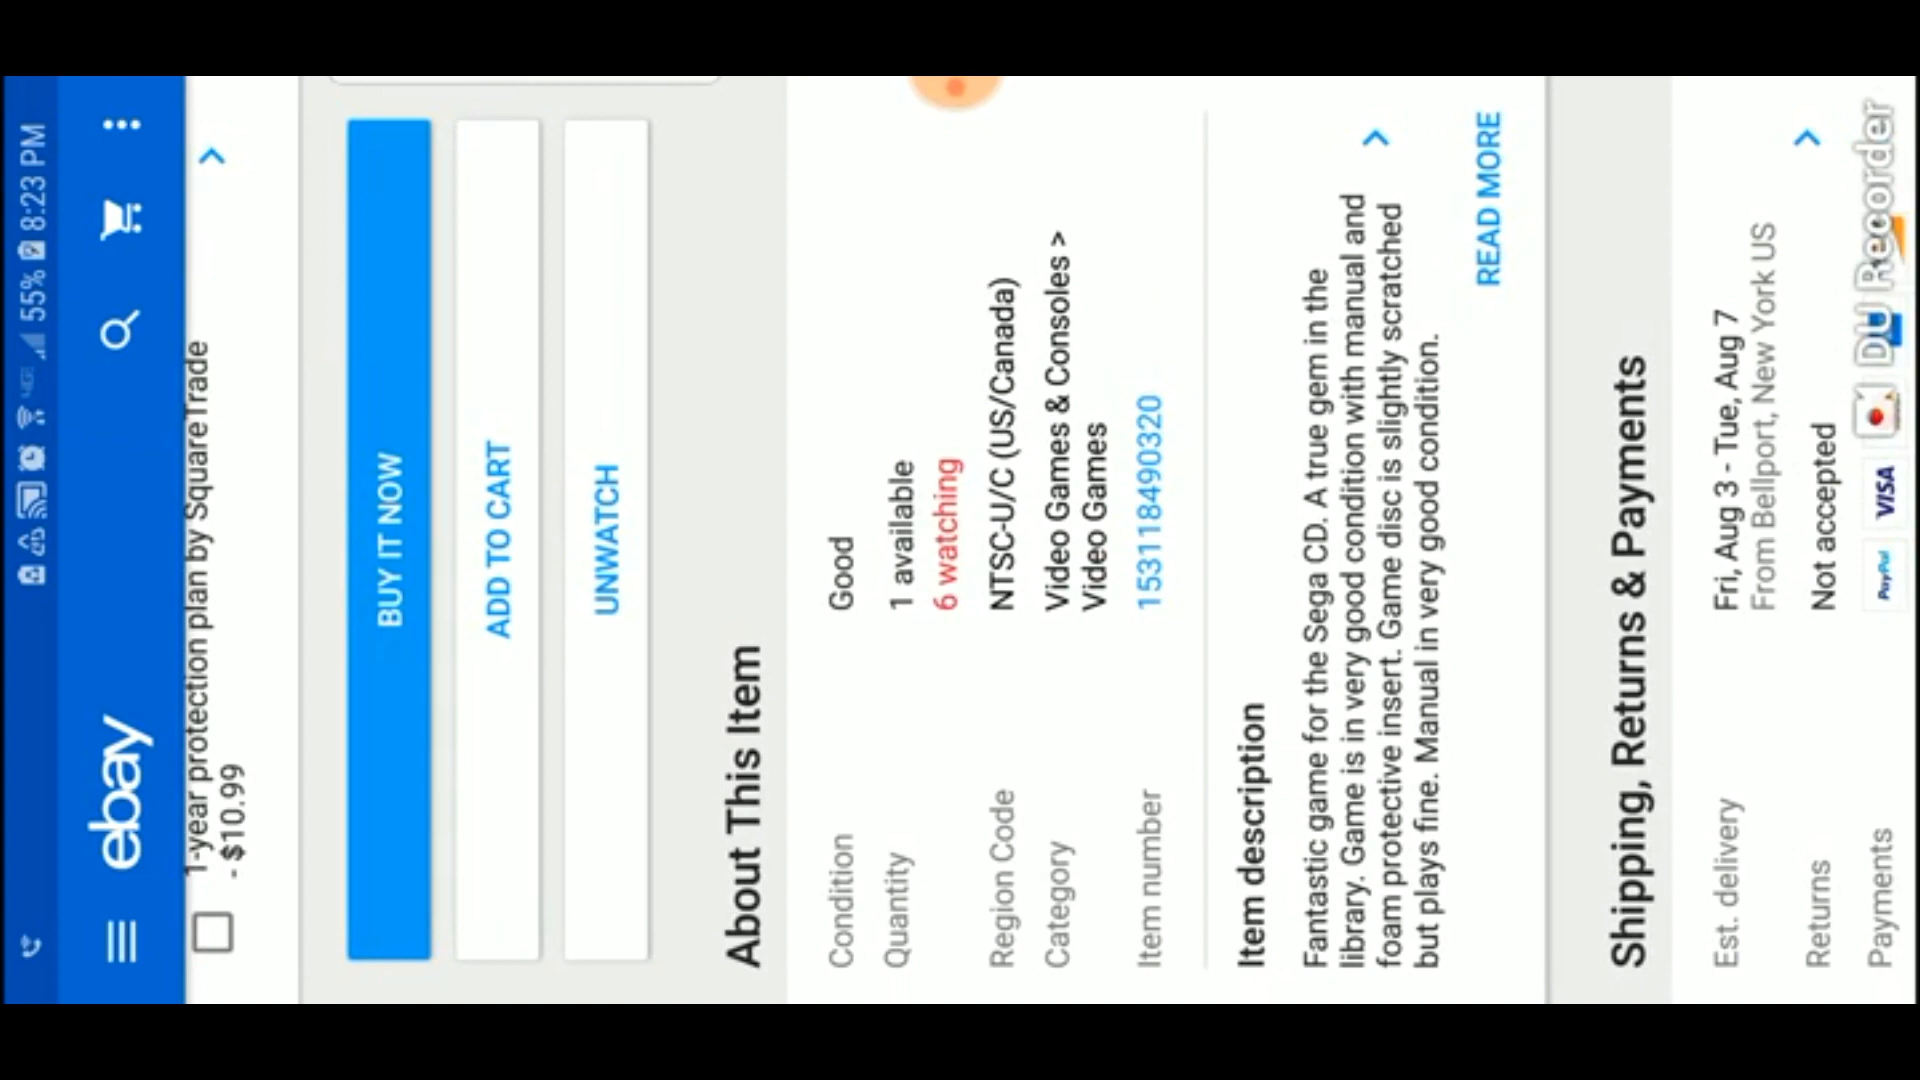 55% 8:23 PM
ebay
1-year protection plan by SquareTrade
- $10.99
BUY IT NOW
ADD TO CART
UNWATCH
About This Item
Condition Good
Quantity 1 available
6 watching
Region Code NTSC-U/C (US/Canada)
Category Video Games & Consoles >
Video Games
Item number 153118490320
Item description
Fantastic game for the Sega CD. A true gem in the
library. Game is in very good condition with manual and
foam protective insert. Game disc is slightly scratched
but plays fine. Manual in very good condition.
READ MORE
Shipping, Returns & Payments
Est. delivery Fri, Aug 3 - Tue, Aug 7
From Bellport, New York US
Returns Not accepted
Payments PayPal VISA
DU Recorder